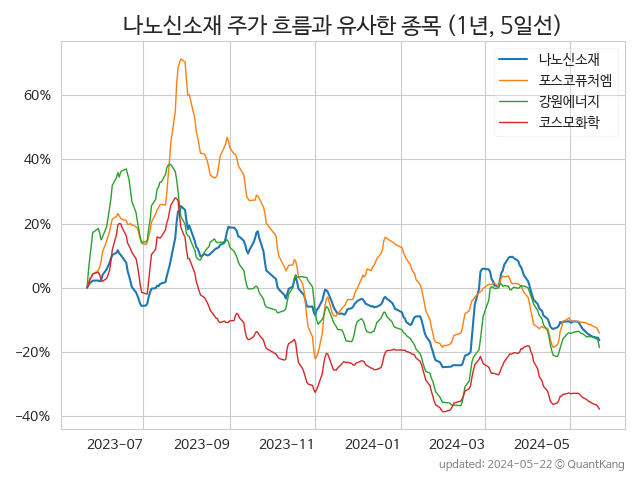 나노신소재 주가 흐름과 유사한 종목 (1년, 5일선)
나노신소재
포스코퓨처엠
강원에너지
코스모화학
60%
40%
20%
0%
−20%
−40%
2023-07
2023-09
2023-11
2024-01
2024-03
2024-05
updated: 2024-05-22 © QuantKang